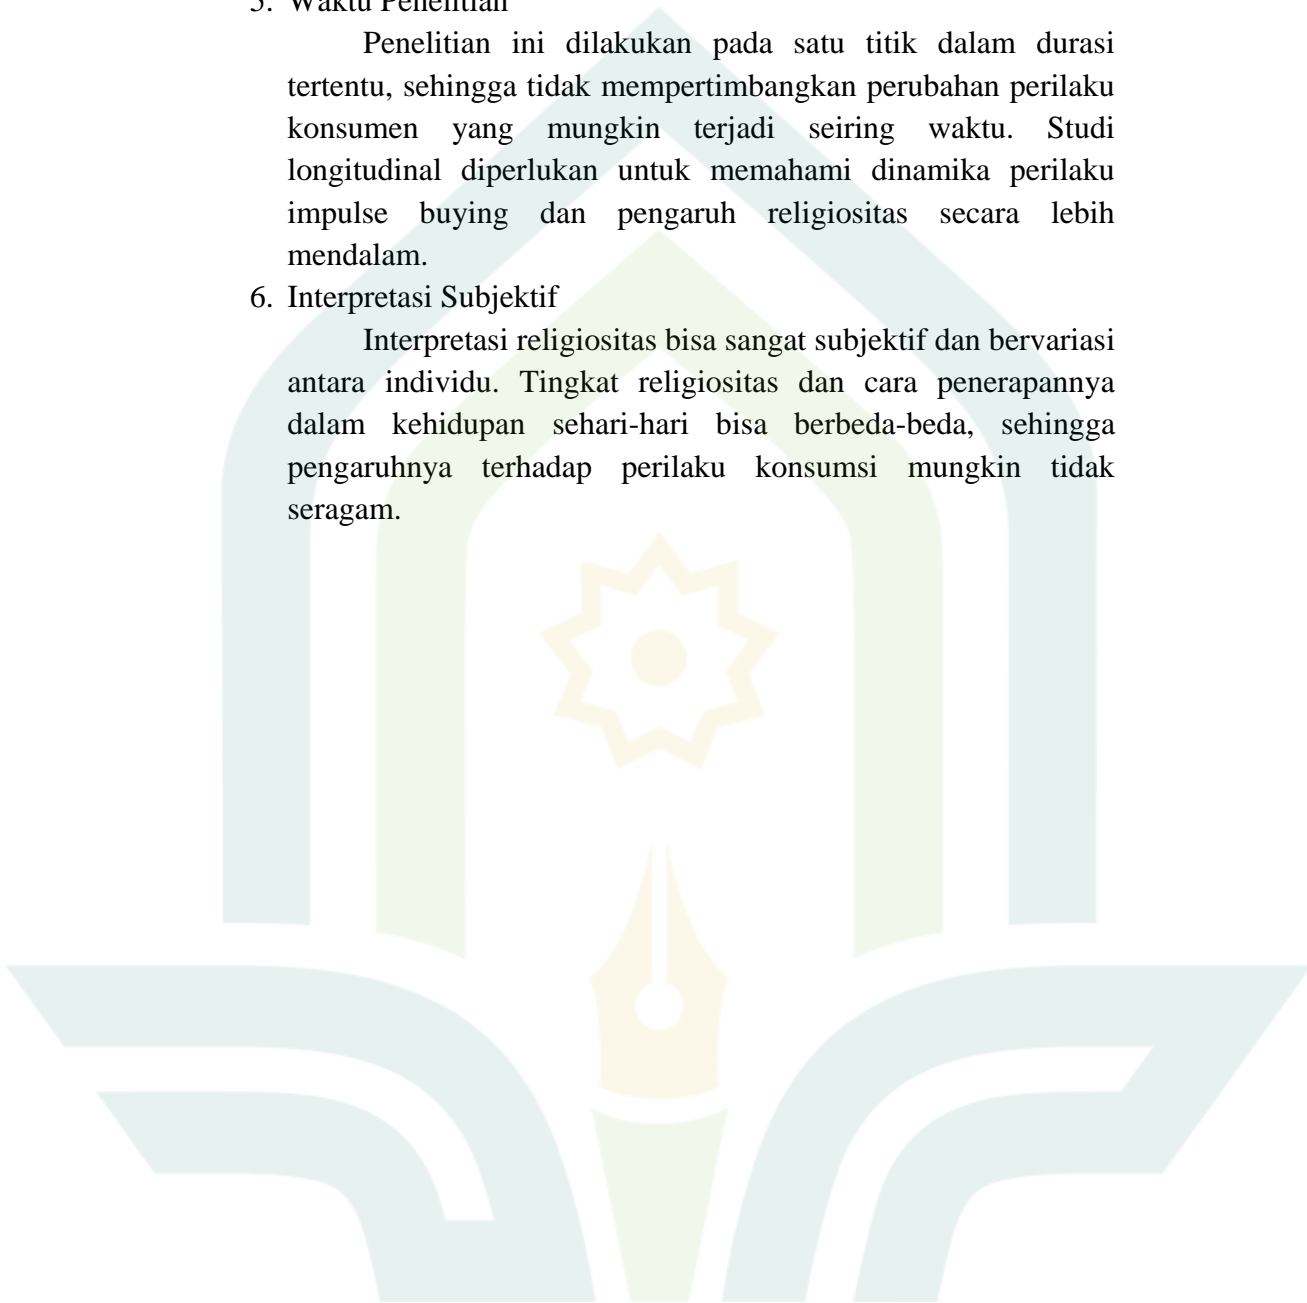 5. Waktu Penelitian
Penelitian ini dilakukan pada satu titik dalam durasi
tertentu, sehingga tidak mempertimbangkan perubahan perilaku
konsumen yang mungkin terjadi seiring waktu. Studi
longitudinal diperlukan untuk memahami dinamika perilaku
impulse buying dan pengaruh religiositas secara lebih
mendalam.
6. Interpretasi Subjektif
Interpretasi religiositas bisa sangat subjektif dan bervariasi
antara individu. Tingkat religiositas dan cara penerapannya
dalam kehidupan sehari-hari bisa berbeda-beda, sehingga
pengaruhnya terhadap perilaku konsumsi mungkin tidak
seragam.